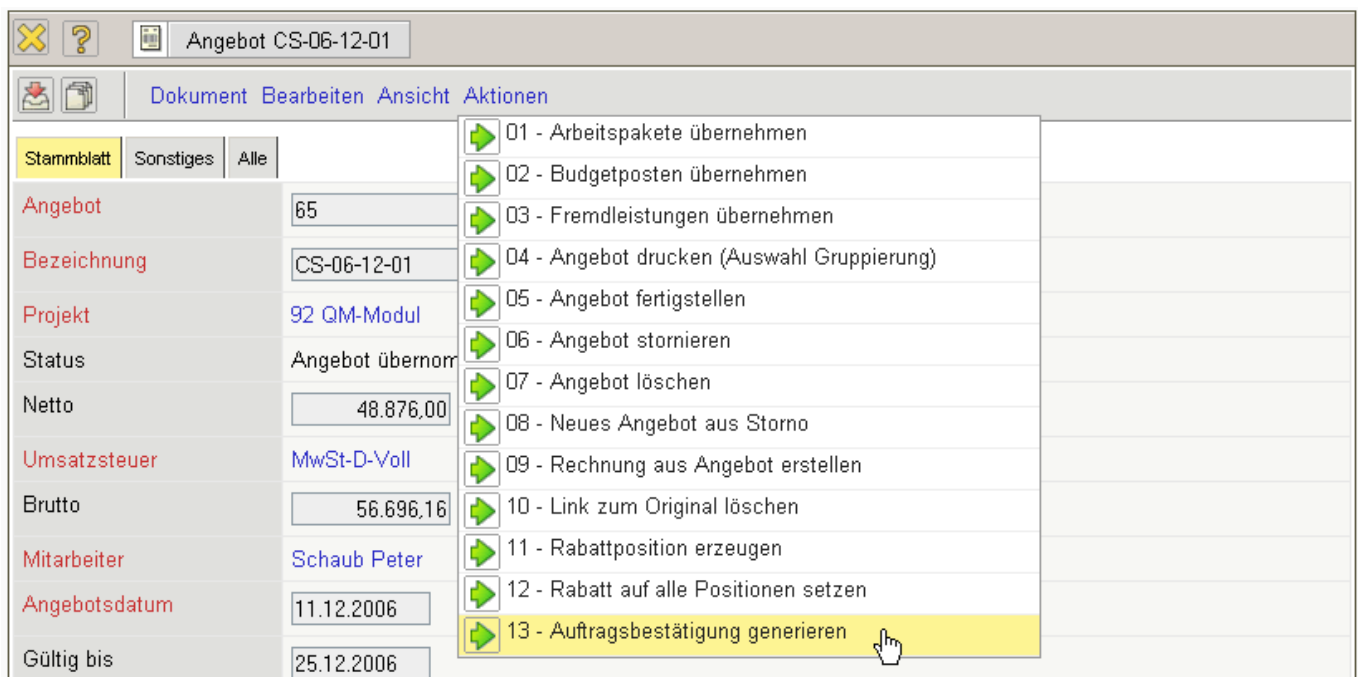 Angebot CS-06-12-01
Dokument Bearbeiten Ansicht Aktionen
Stammblatt Sonstiges Alle
01 - Arbeitspakete übernehmen
02 - Budgetposten übernehmen
03 - Fremdleistungen übernehmen
04 - Angebot drucken (Auswahl Gruppierung)
05 - Angebot fertigstellen
06 - Angebot stornieren
07 - Angebot löschen
08 - Neues Angebot aus Storno
09 - Rechnung aus Angebot erstellen
10 - Link zum Original löschen
11 - Rabattposition erzeugen
12 - Rabatt auf alle Positionen setzen
13 - Auftragsbestätigung generieren
Angebot 65
Bezeichnung CS-06-12-01
Projekt 92 QM-Modul
Status Angebot übernom
Netto 48.876,00
Umsatzsteuer MwSt-D-Voll
Brutto 56.696,16
Mitarbeiter Schaub Peter
Angebotsdatum 11.12.2006
Gültig bis 25.12.2006